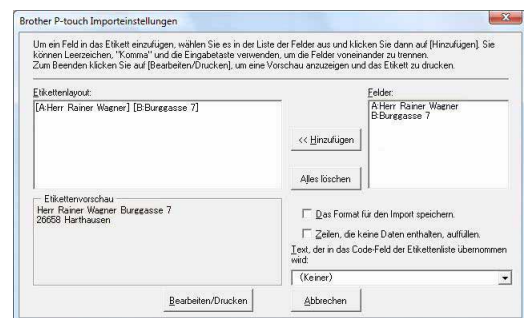 Brother P-touch Importeinstellungen
Um ein Feld in das Etikett einzufügen, wählen Sie es in der Liste der Felder aus und klicken Sie dann auf [Hinzufügen]. Sie
können Leerzeichen, "Komma" und die Eingabetaste verwenden, um die Felder voneinander zu trennen.
Zum Beenden klicken Sie auf [Bearbeiten/Drucken], um eine Vorschau anzuzeigen und das Etikett zu drucken.
Etikettenlayout:
[A:Herr Rainer Wagner] [B:Burggasse 7]
Felder:
A:Herr Rainer Wagner
B:Burggasse 7
<< Hinzufügen
Alles löschen
Etikettenvorschau
Herr Rainer Wagner Burggasse 7
26658 Harthausen
Das Format für den Import speichern.
Zeilen, die keine Daten enthalten, auffüllen.
Text, der in das Code-Feld der Etikettenliste übernommen
wird:
(Keiner)
Bearbeiten/Drucken
Abbrechen